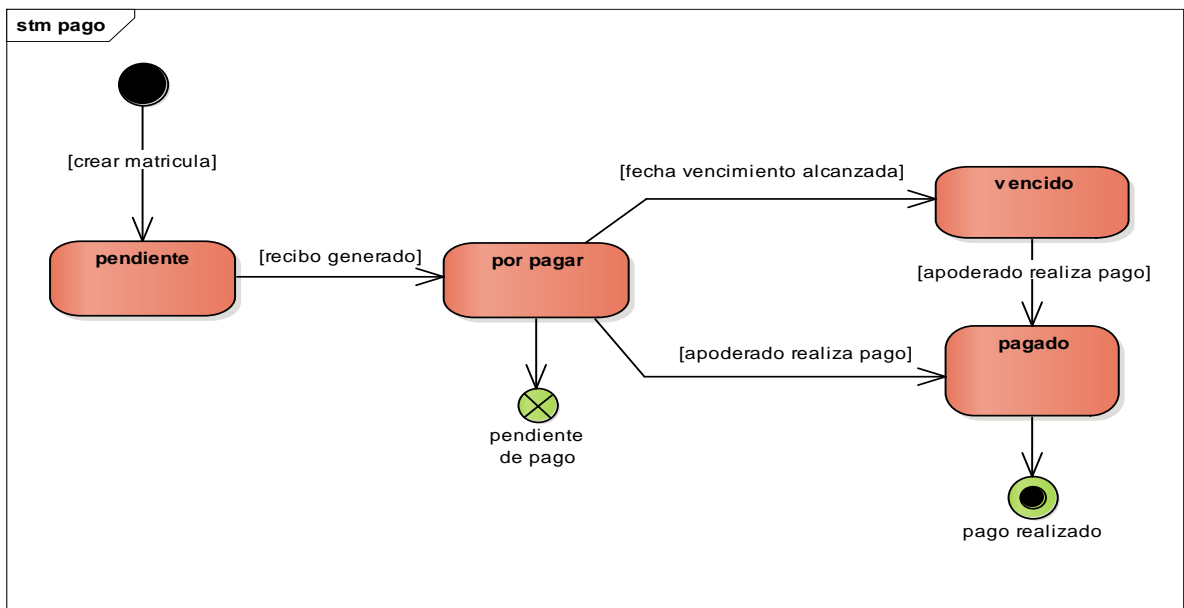 stm pago
[crear matricula]
[fecha vencimiento alcanzada]
vencido
pendiente
[recibo generado]
por pagar
[apoderado realiza pago]
[apoderado realiza pago]
pagado
pendiente
de pago
pago realizado